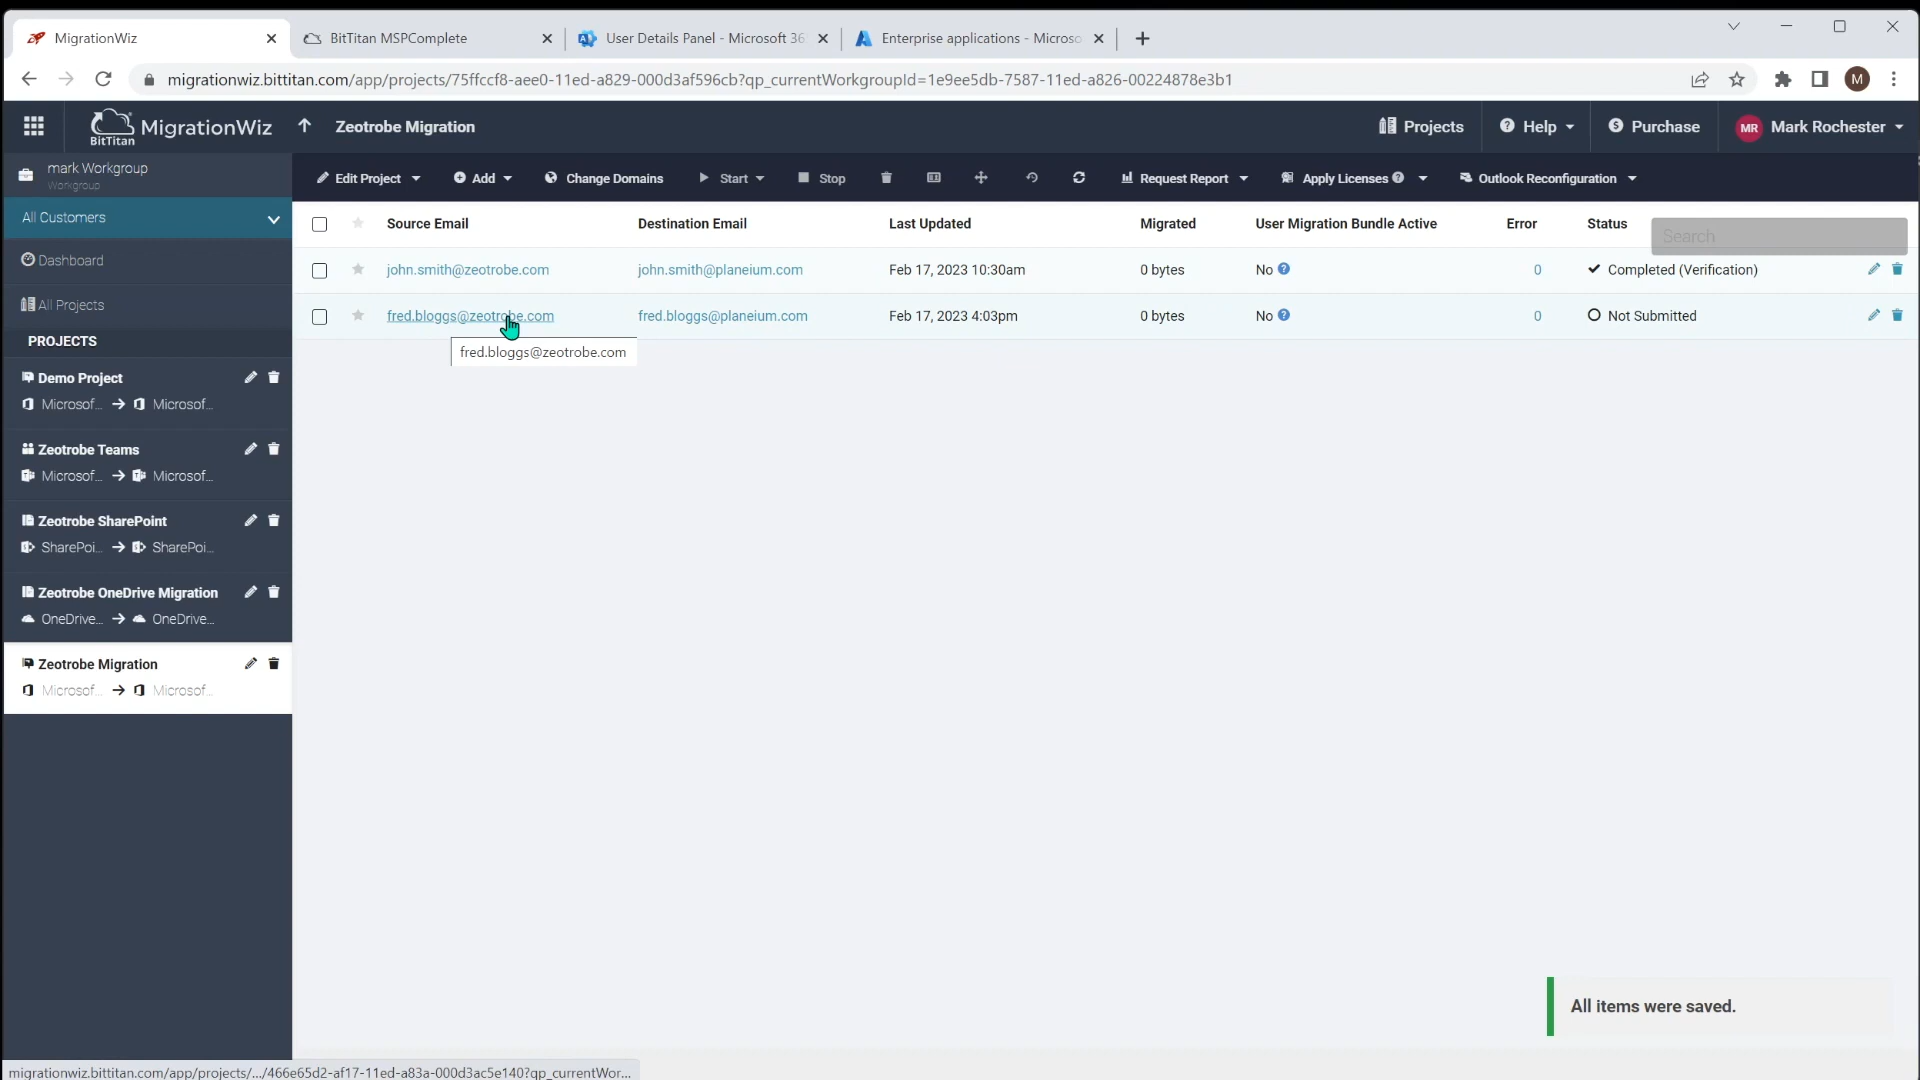 MigrationWiz
BitTitan MSPComplete
User Details Panel - Microsoft 36
Enterprise applications - Microso
migrationwiz.bittitan.com/app/projects/75ffccf8-aee0-11ed-a829-000d3af596cb?qp_currentWorkgroupId=1e9ee5db-7587-11ed-a826-00224878e3b1
M
BitTitan
MigrationWiz
Zeotrobe Migration
Projects
Help
Purchase
MR
Mark Rochester
mark Workgroup
Workgroup
Edit Project
Add
Change Domains
Start
Stop
Request Report
Apply Licenses
Outlook Reconfiguration
All Customers
Dashboard
All Projects
PROJECTS
Demo Project
Microsof... → Microsof...
Zeotrobe Teams
Microsof... → Microsof...
Zeotrobe SharePoint
SharePoi... → SharePoi...
Zeotrobe OneDrive Migration
OneDrive... → OneDrive...
Zeotrobe Migration
Microsof... → Microsof...
Source Email Destination Email Last Updated Migrated User Migration Bundle Active Error Status
Search
john.smith@zeotrobe.com john.smith@planeium.com Feb 17, 2023 10:30am 0 bytes No 0 Completed (Verification)
fred.bloggs@zeotrobe.com fred.bloggs@planeium.com Feb 17, 2023 4:03pm 0 bytes No 0 Not Submitted
fred.bloggs@zeotrobe.com
All items were saved.
migrationwiz.bittitan.com/app/projects/.../466e65d2-af17-11ed-a83a-000d3ac5e140?qp_currentWor...